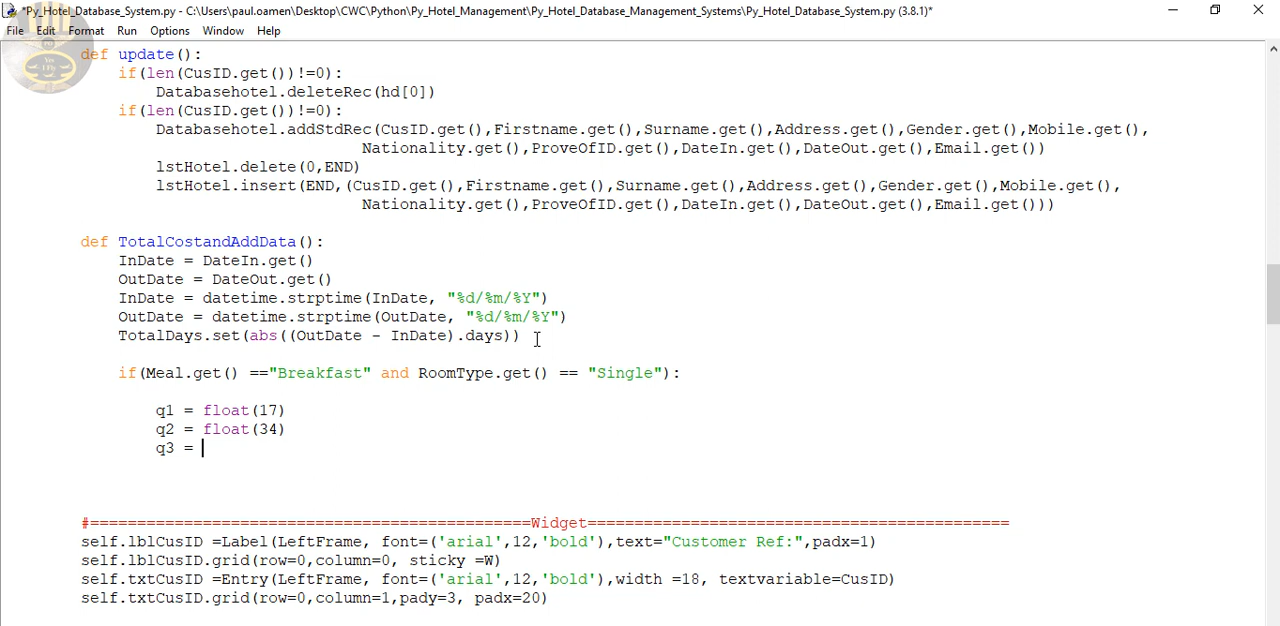 *Py_Hotel_Database_System.py - C:\Users\paul.oamen\Desktop\CWC\Python\Py_Hotel_Management\Py_Hotel_Database_Management_Systems\Py_Hotel_Database_System.py (3.8.1)*
File Edit Format Run Options Window Help
def update():
if(len(CusID.get())!=0):
Databasehotel.deleteRec(hd[0])
if(len(CusID.get())!=0):
Databasehotel.addStdRec(CusID.get(),Firstname.get(),Surname.get(),Address.get(),Gender.get(),Mobile.get(),
Nationality.get(),ProveOfID.get(),DateIn.get(),DateOut.get(),Email.get())
lstHotel.delete(0,END)
lstHotel.insert(END,(CusID.get(),Firstname.get(),Surname.get(),Address.get(),Gender.get(),Mobile.get(),
Nationality.get(),ProveOfID.get(),DateIn.get(),DateOut.get(),Email.get()))
def TotalCostandAddData():
InDate = DateIn.get()
OutDate = DateOut.get()
InDate = datetime.strptime(InDate, "%d/%m/%Y")
OutDate = datetime.strptime(OutDate, "%d/%m/%Y")
TotalDays.set(abs((OutDate - InDate).days))
if(Meal.get() =="Breakfast" and RoomType.get() == "Single"):
q1 = float(17)
q2 = float(34)
q3 =
#===============================================Widget=============================================
self.lblCusID =Label(LeftFrame, font=('arial',12,'bold'),text="Customer Ref:",padx=1)
self.lblCusID.grid(row=0,column=0, sticky =W)
self.txtCusID =Entry(LeftFrame, font=('arial',12,'bold'),width =18, textvariable=CusID)
self.txtCusID.grid(row=0,column=1,pady=3, padx=20)